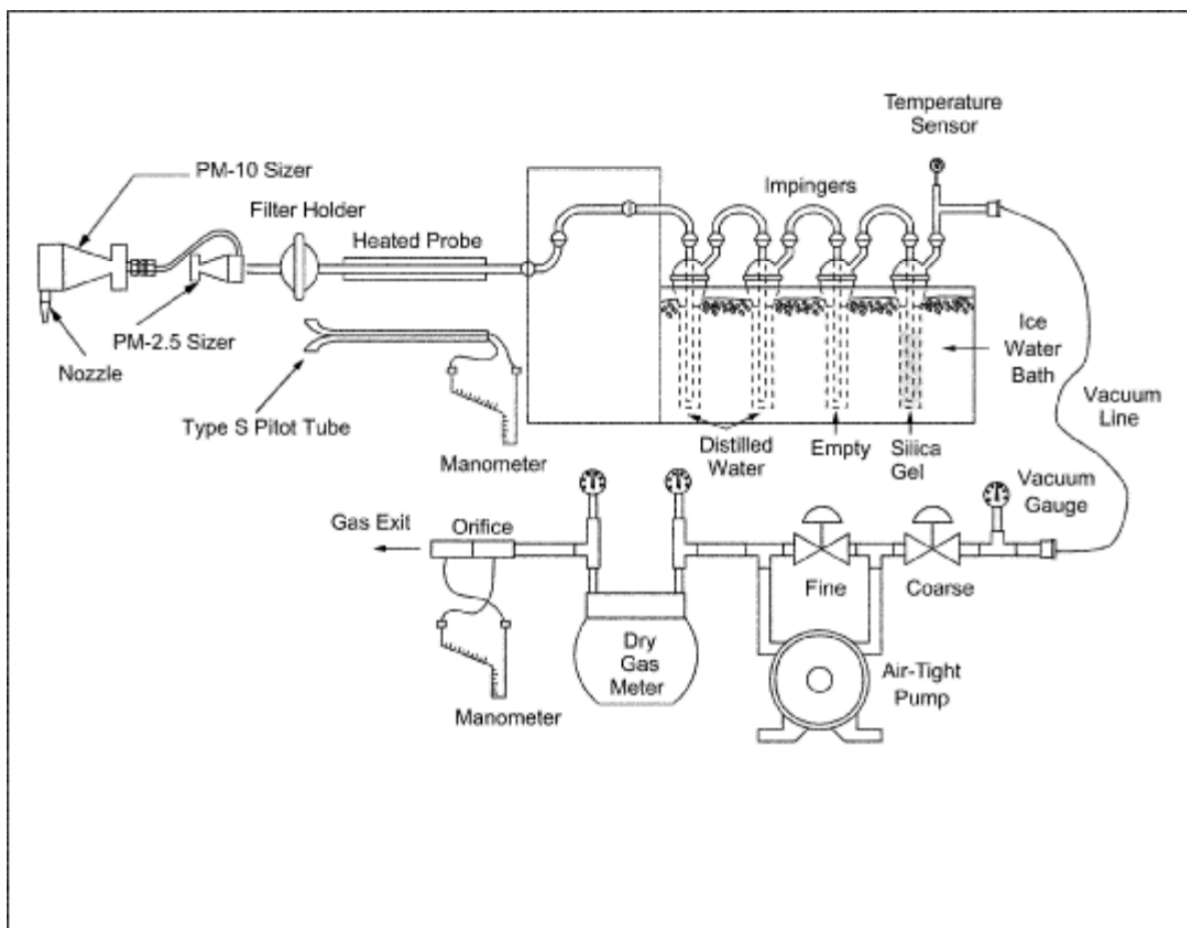 Temperature
Sensor
PM-10 Sizer
Impingers
Filter Holder
Heated Probe
PM-2.5 Sizer
Nozzle
Ice
Water
Bath
Type S Pilot Tube
Vacuum
Line
Distilled
Water
Empty
Silica
Gel
Manometer
Vacuum
Gauge
Gas Exit
Orifice
Fine
Coarse
Dry
Gas
Meter
Air-Tight
Pump
Manometer